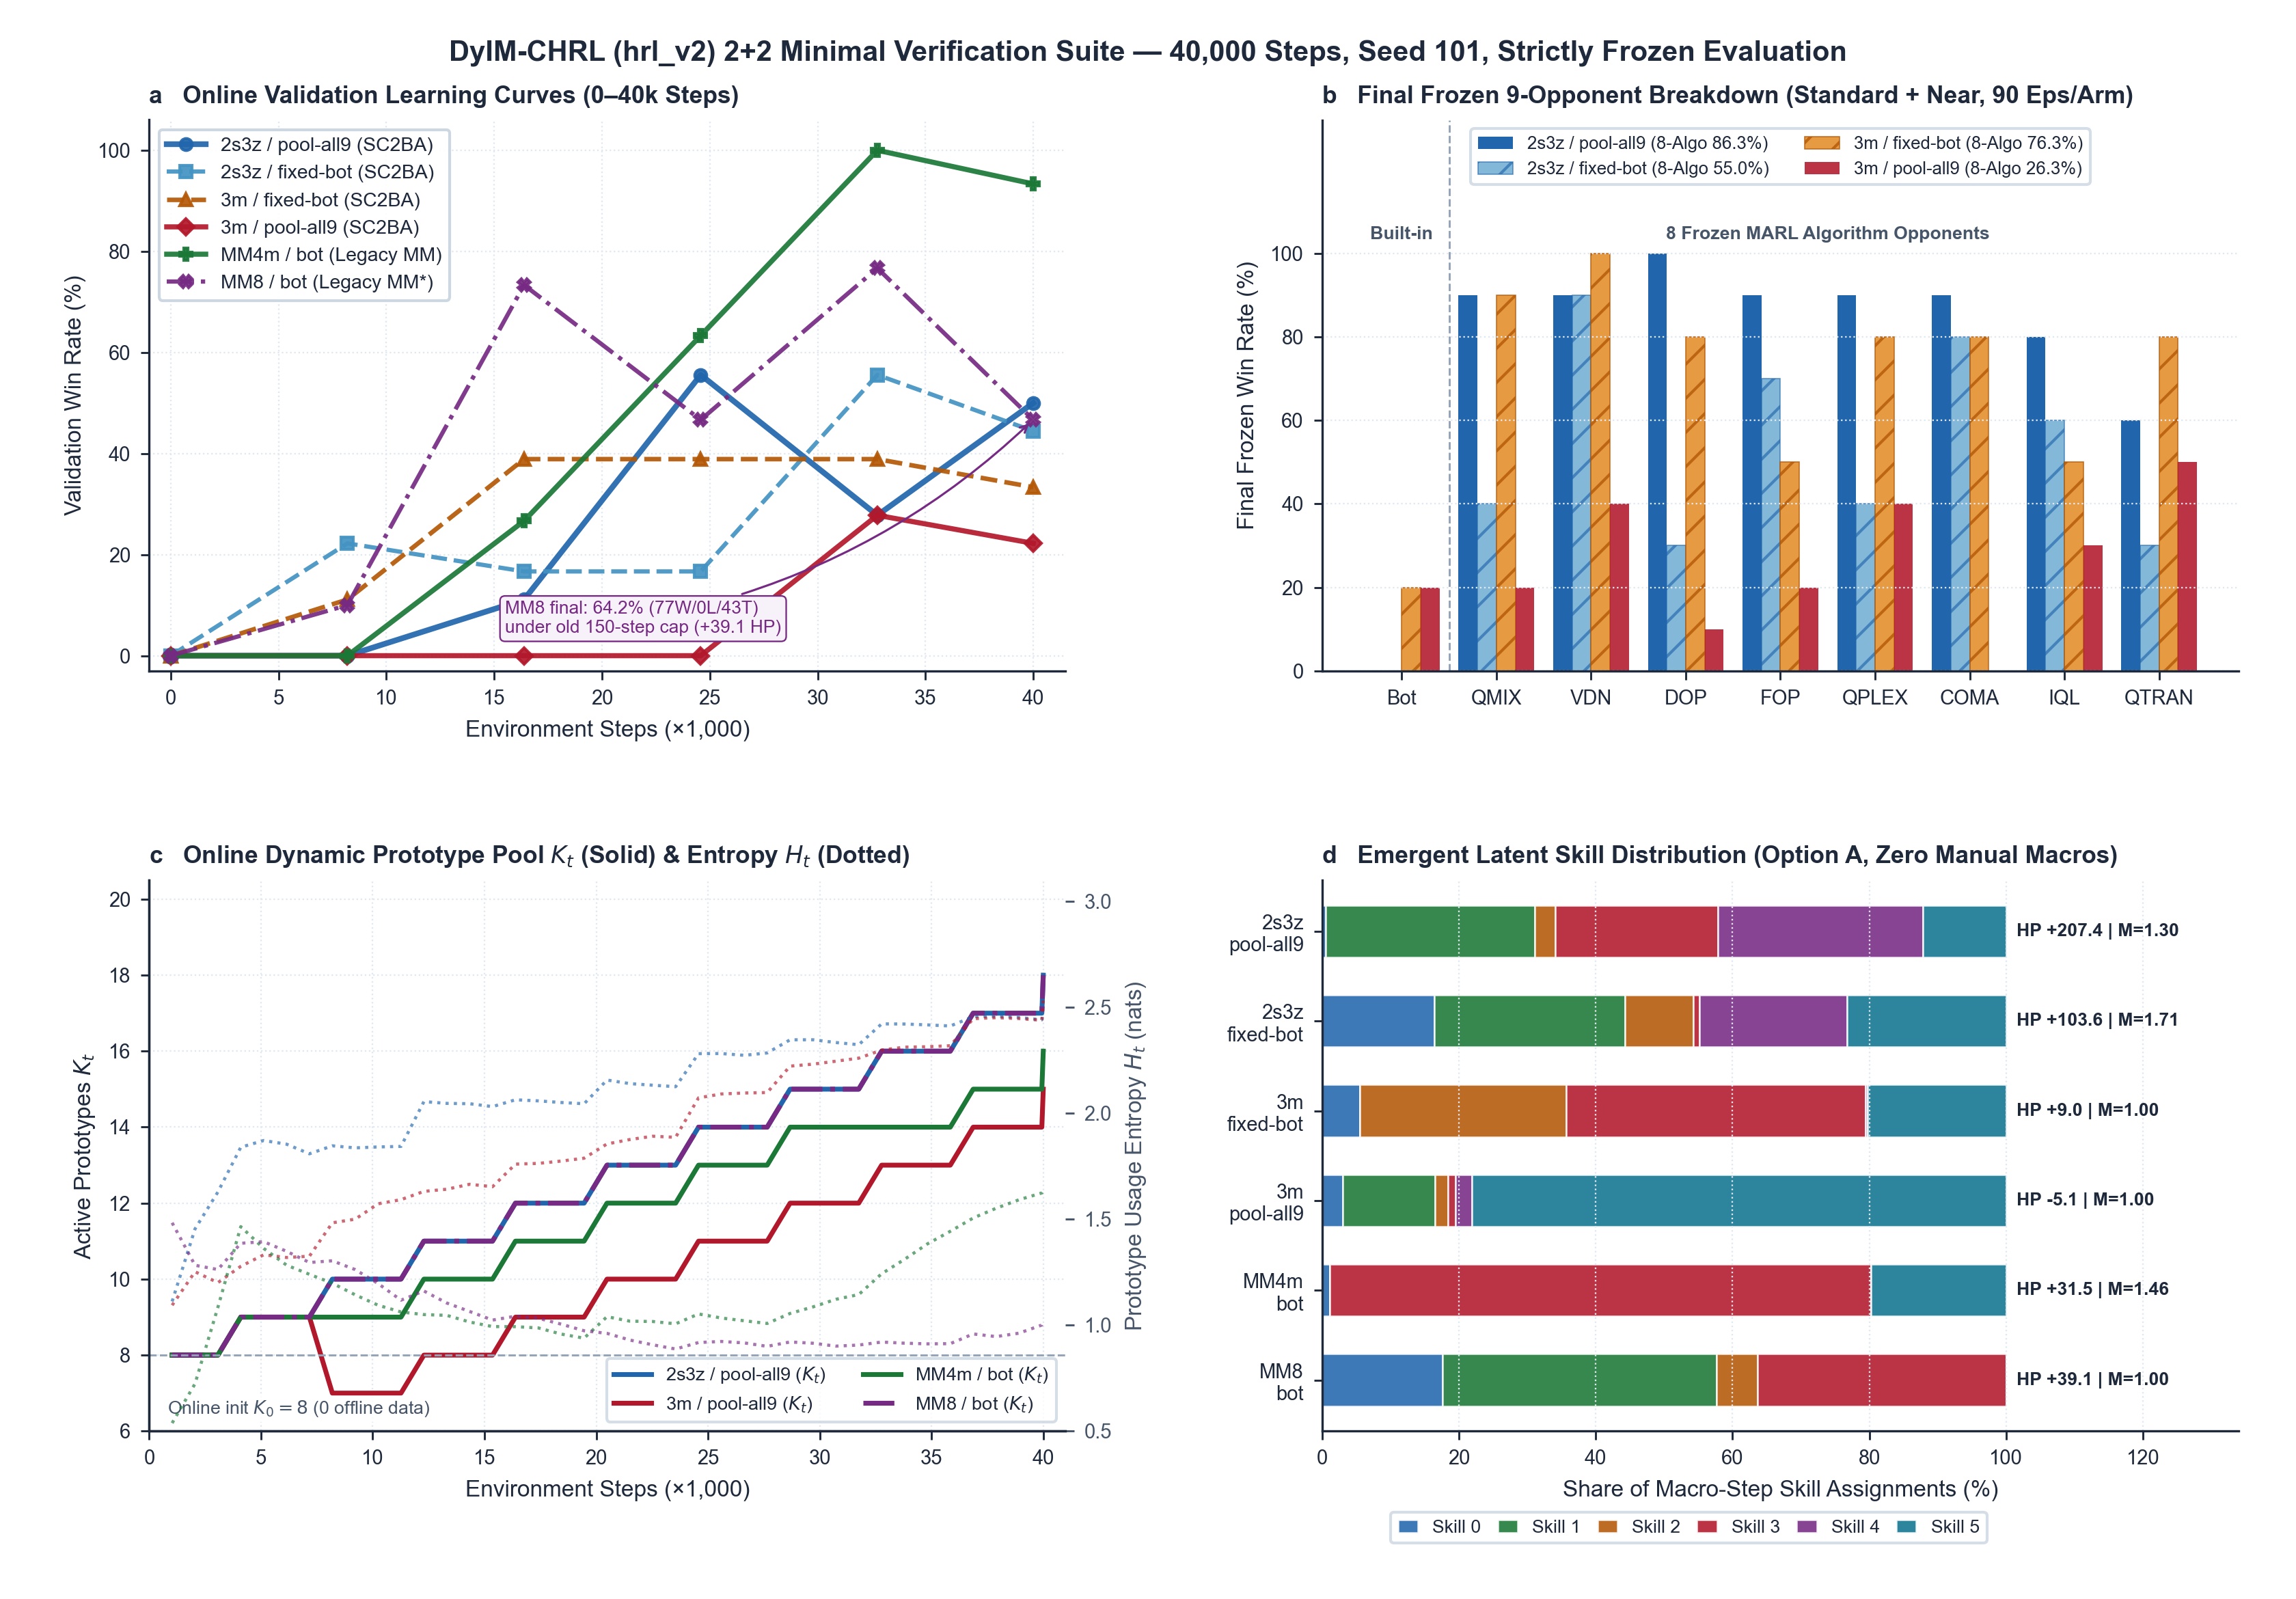 DyIM-CHRL (hrl_v2) 2+2 Minimal Verification Suite — 40,000 Steps, Seed 101, Strictly Frozen Evaluation
a Online Validation Learning Curves (0–40k Steps)
2s3z / pool-all9 (SC2BA)
2s3z / fixed-bot (SC2BA)
3m / fixed-bot (SC2BA)
3m / pool-all9 (SC2BA)
MM4m / bot (Legacy MM)
MM8 / bot (Legacy MM*)
Validation Win Rate (%)
100
80
60
40
20
0
MM8 final: 64.2% (77W/0L/43T)
under old 150-step cap (+39.1 HP)
0 5 10 15 20 25 30 35 40
Environment Steps (×1,000)
b Final Frozen 9-Opponent Breakdown (Standard + Near, 90 Eps/Arm)
2s3z / pool-all9 (8-Algo 86.3%)
2s3z / fixed-bot (8-Algo 55.0%)
3m / fixed-bot (8-Algo 76.3%)
3m / pool-all9 (8-Algo 26.3%)
Built-in
8 Frozen MARL Algorithm Opponents
Final Frozen Win Rate (%)
100
80
60
40
20
0
Bot QMIX VDN DOP FOP QPLEX COMA IQL QTRAN
c Online Dynamic Prototype Pool K_t (Solid) & Entropy H_t (Dotted)
Active Prototypes K_t
20
18
16
14
12
10
8
6
3.0
2.5
2.0
1.5
1.0
0.5
Prototype Usage Entropy H_t (nats)
Online init K_0 = 8 (0 offline data)
2s3z / pool-all9 (K_t)
3m / pool-all9 (K_t)
MM4m / bot (K_t)
MM8 / bot (K_t)
0 5 10 15 20 25 30 35 40
Environment Steps (×1,000)
d Emergent Latent Skill Distribution (Option A, Zero Manual Macros)
2s3z
pool-all9
HP +207.4 | M=1.30
2s3z
fixed-bot
HP +103.6 | M=1.71
3m
fixed-bot
HP +9.0 | M=1.00
3m
pool-all9
HP -5.1 | M=1.00
MM4m
bot
HP +31.5 | M=1.46
MM8
bot
HP +39.1 | M=1.00
0 20 40 60 80 100 120
Share of Macro-Step Skill Assignments (%)
Skill 0 Skill 1 Skill 2 Skill 3 Skill 4 Skill 5